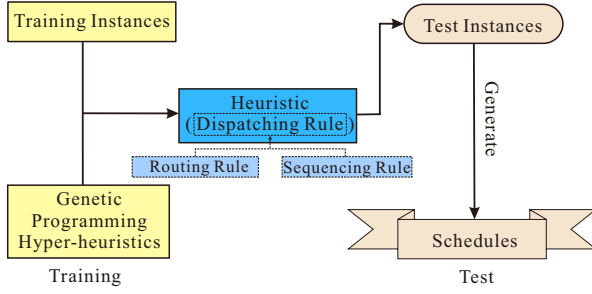 Training Instances
Test Instances
Heuristic
(Dispatching Rule)
Routing Rule
Sequencing Rule
Generate
Genetic
Programming
Hyper-heuristics
Schedules
Training
Test